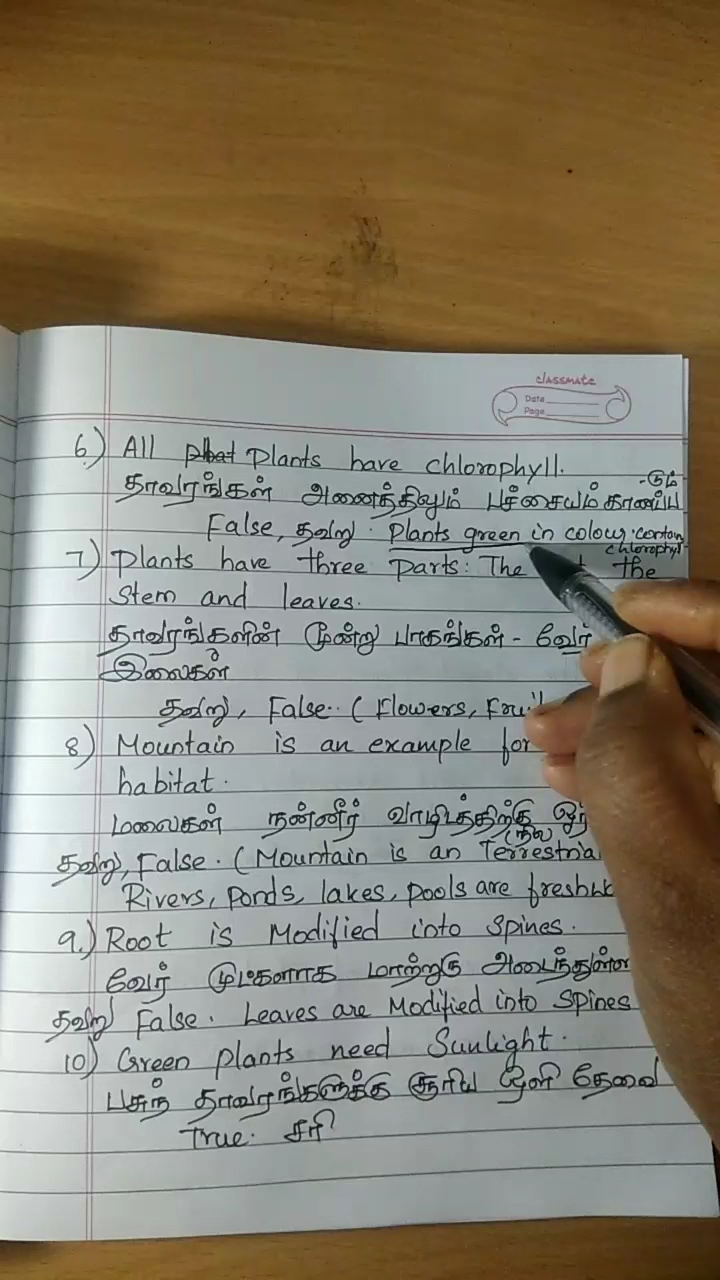 classmate
Date
Page
6.) All plants have chlorophyll.
தாவரங்கள் அனைத்திலும் பச்சையம் காணப்ப
-டும்
False, தவறு. Plants green in colour contain
chlorophyll
7) Plants have three parts: The the
Stem and leaves.
தாவரங்களின் மூன்று பாகங்கள் - வேர்
இலைகள்
தவறு, False.. ( Flowers,
8) Mountain is an example for
habitat.
மலைகள் நன்னீர் வாழிடத்திற்கு ஓர்
(நில
தவறு, False. (Mountain is an Terrestria
Rivers, ponds, lakes, pools are
9.) Root is Modified into Spines.
வேர் முட்களாக மாற்றுரு அடைந்துள்ள
தவறு False. Leaves are Modified into Spines
10) Green plants need Sunlight.
பசுந் தாவரங்களுக்கு சூரிய ஒளி தேவை
True. சரி